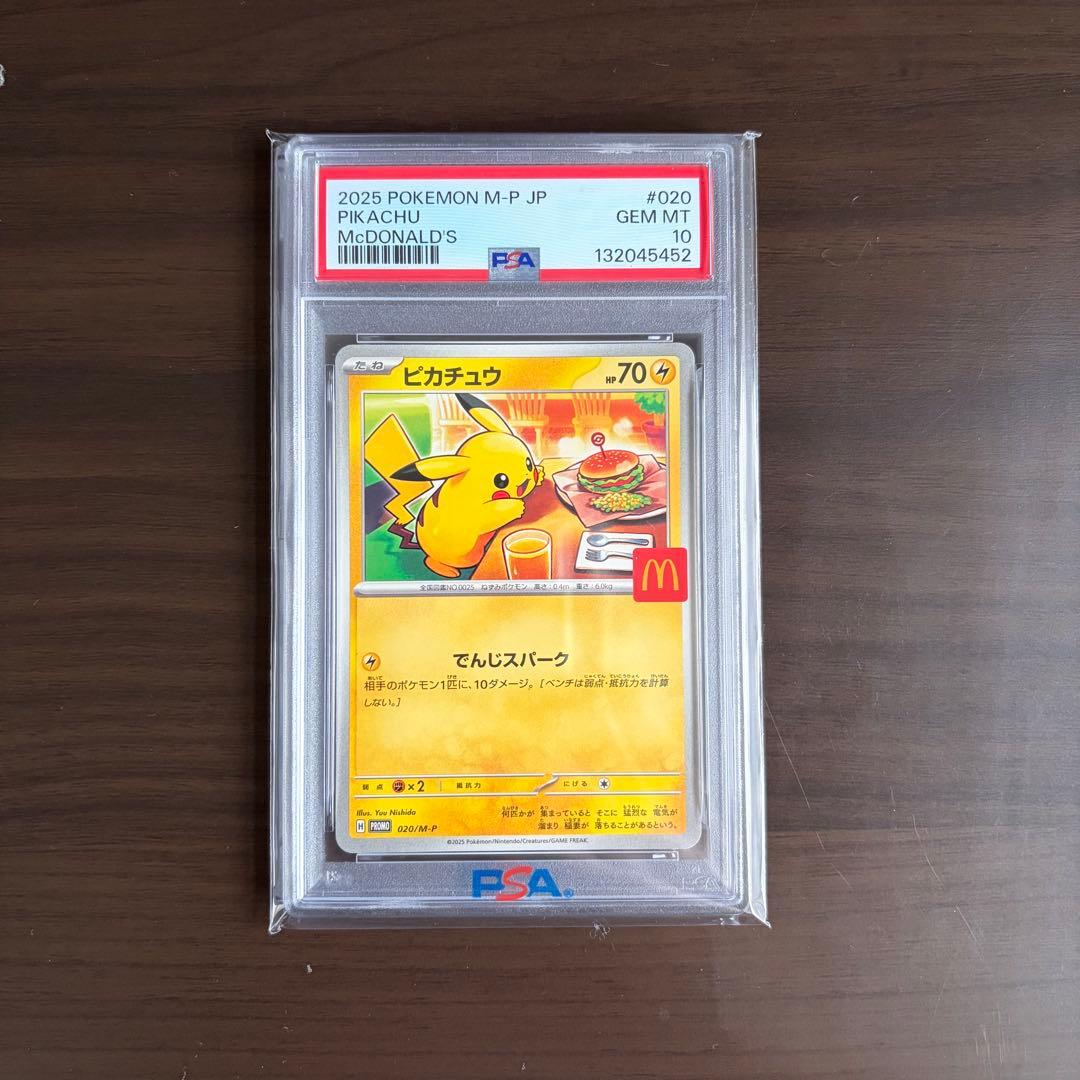 2025 POKEMON M-P JP #020
PIKACHU GEM MT
McDONALD'S 10
132045452
PSA
たね ピカチュウ HP 70
全国図鑑NO.0025 ねずみポケモン 高さ:0.4m 重さ:6.0kg
でんじスパーク
相手のポケモン1匹に、10ダメージ。[ベンチは弱点・抵抗力を計算
しない。]
弱点 ×2 抵抗力 にげる
Illus. Yuu Nishida
何匹かが 集まっていると そこに 猛烈な 電気が
溜まり 稲妻が 落ちることがあるという。
H PROMO 020/M-P
©2025 Pokémon/Nintendo/Creatures/GAME FREAK.
PSA®